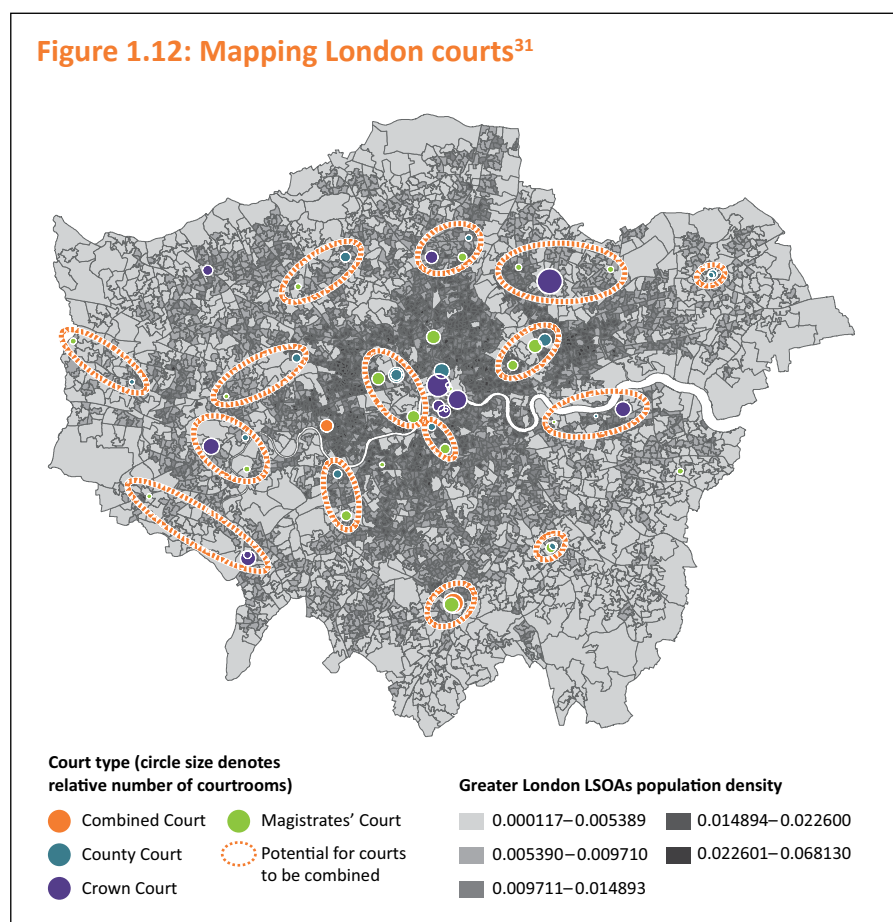 Figure 1.12: Mapping London courts31
Court type (circle size denotes
relative number of courtrooms)
Combined Court
County Court
Crown Court
Magistrates’ Court
Potential for courts
to be combined
Greater London LSOAs population density
0.000117–0.005389
0.005390–0.009710
0.009711–0.014893
0.014894–0.022600
0.022601–0.068130